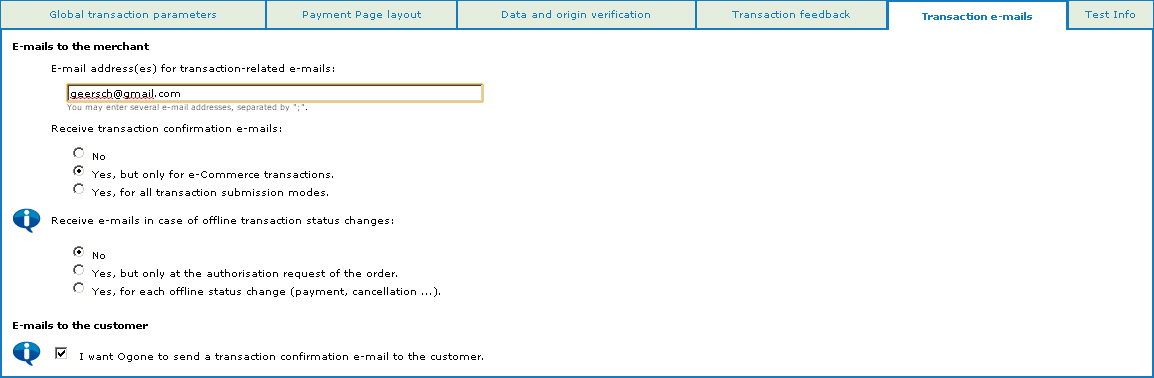 Global transaction parameters
Payment Page layout
Data and origin verification
Transaction feedback
Transaction e-mails
Test Info
E-mails to the merchant
E-mail address(es) for transaction-related e-mails:
geersch@gmail.com
You may enter several e-mail addresses, separated by ";".
Receive transaction confirmation e-mails:
No
Yes, but only for e-Commerce transactions.
Yes, for all transaction submission modes.
Receive e-mails in case of offline transaction status changes:
No
Yes, but only at the authorisation request of the order.
Yes, for each offline status change (payment, cancellation ...).
E-mails to the customer
I want Ogone to send a transaction confirmation e-mail to the customer.